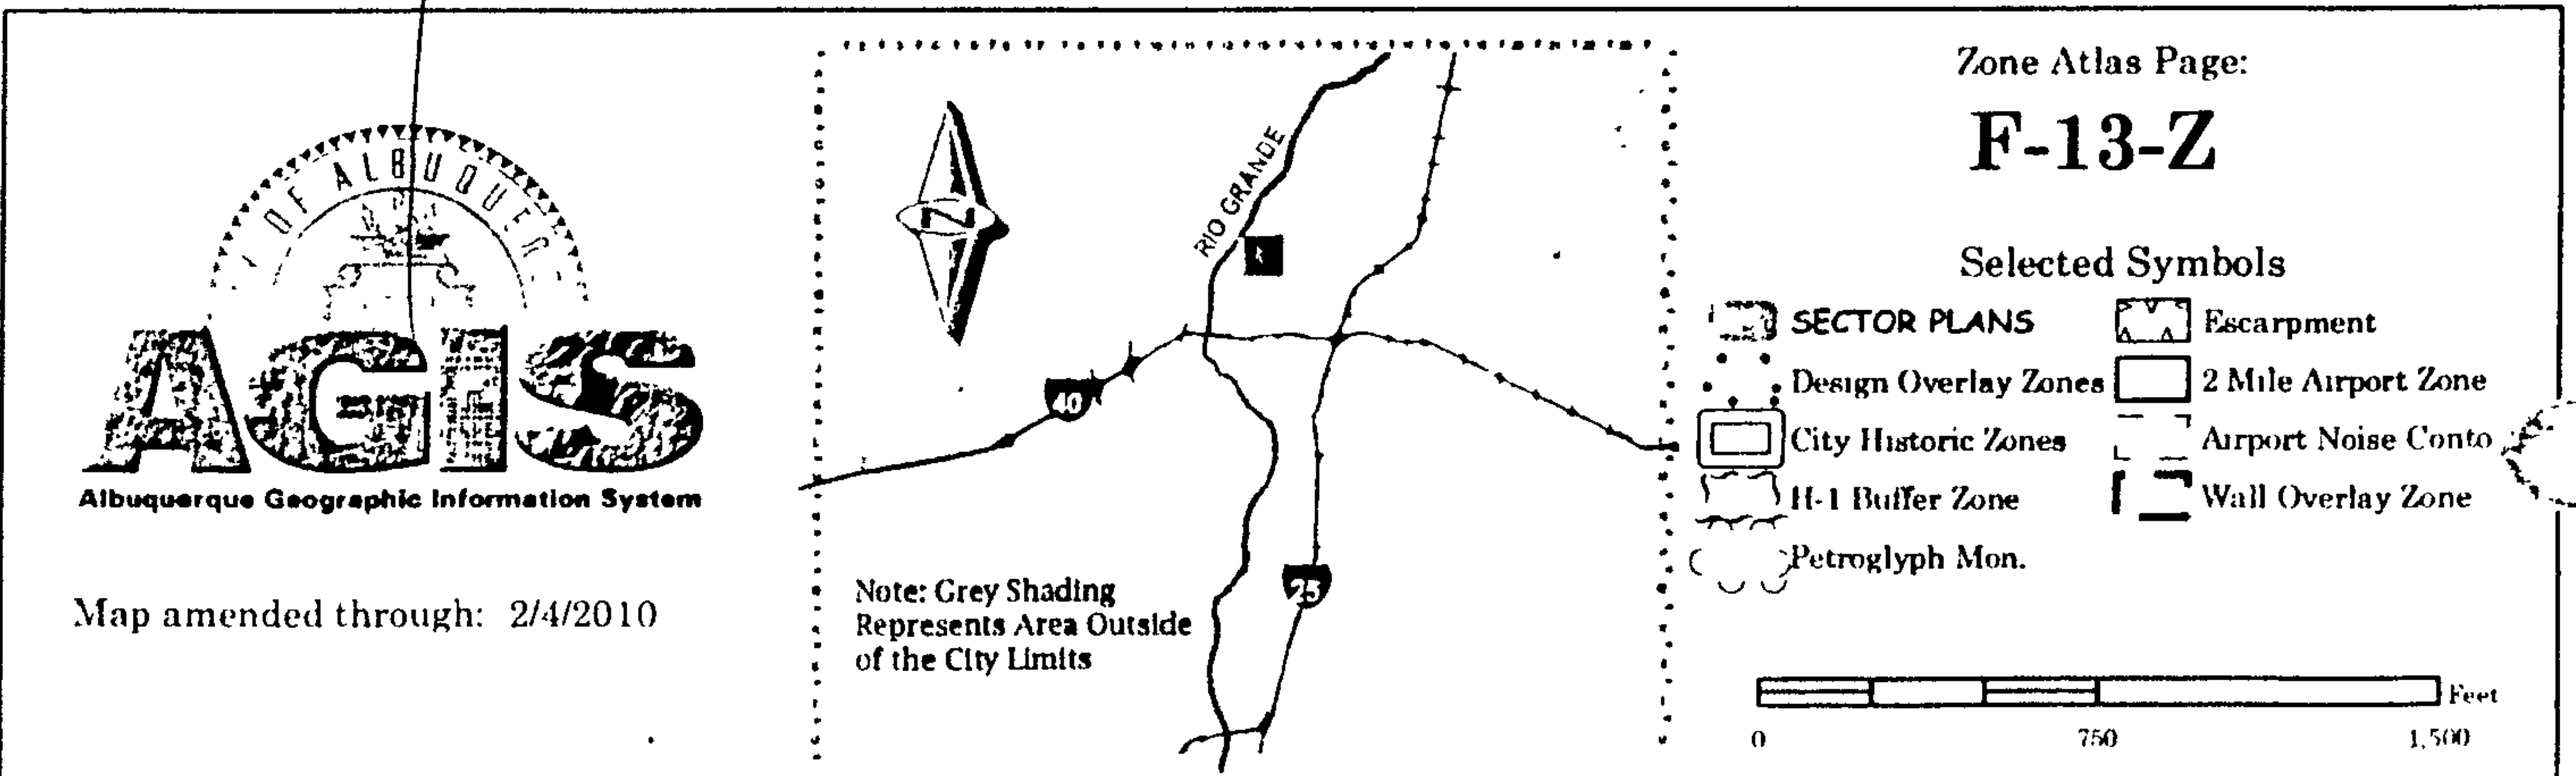 OF ALBUQUER
AGIS
Albuquerque Geographic Information System
Map amended through: 2/4/2010
N
RIO GRANDE
40
25
Note: Grey Shading
Represents Area Outside
of the City Limits
Zone Atlas Page:
F-13-Z
Selected Symbols
SECTOR PLANS
Escarpment
Design Overlay Zones
2 Mile Airport Zone
City Historic Zones
Airport Noise Conto
H-1 Buffer Zone
Wall Overlay Zone
Petroglyph Mon.
Feet
0 750 1,500